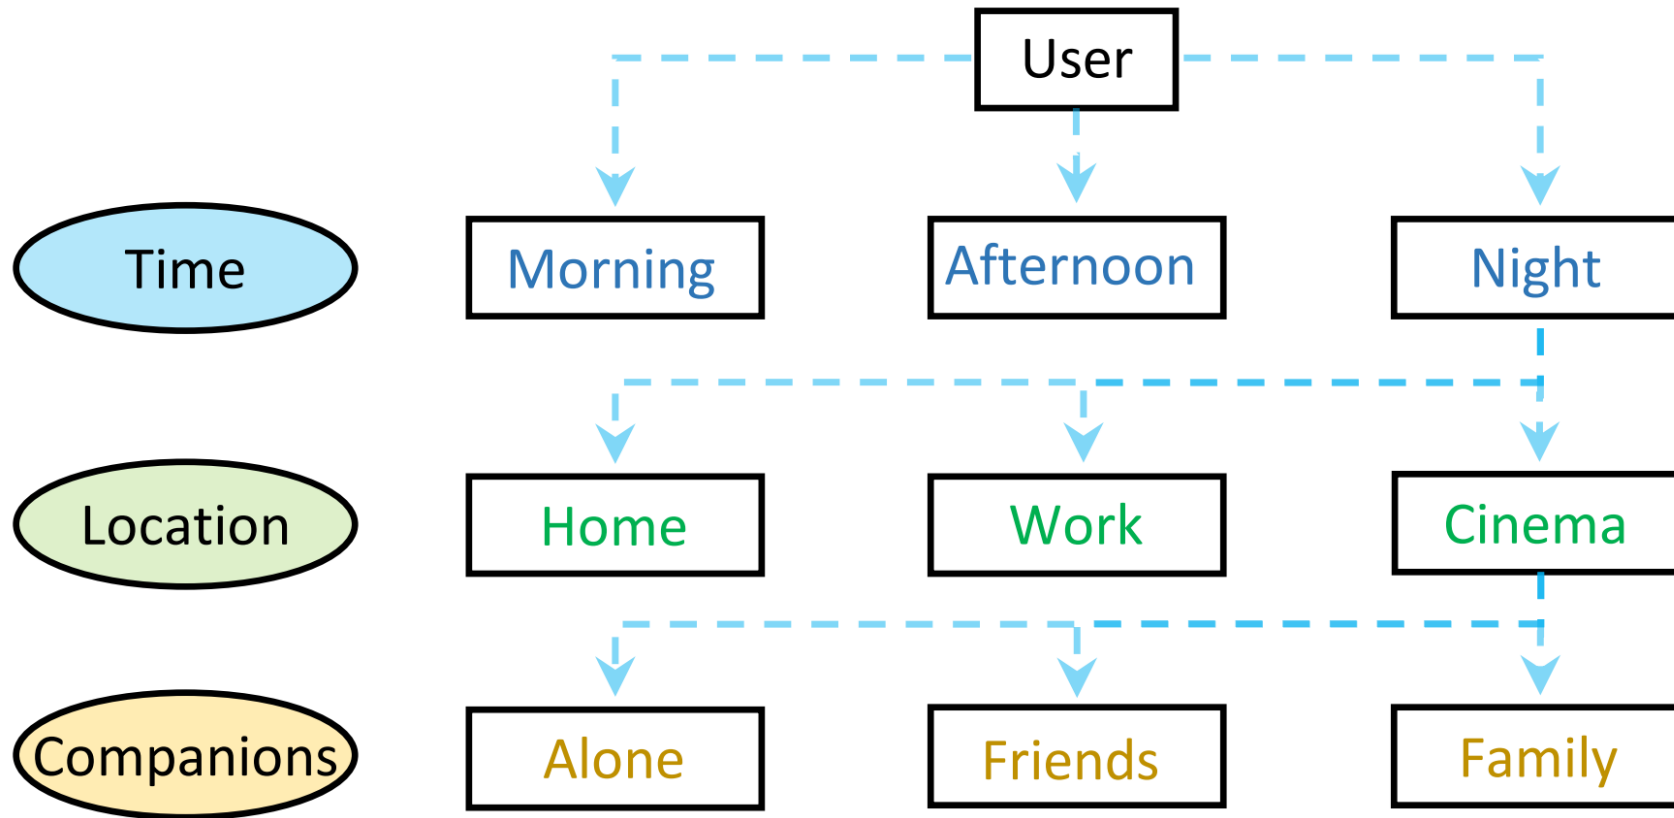 User
Time
Morning
Afternoon
Night
Location
Home
Work
Cinema
Companions
Alone
Friends
Family